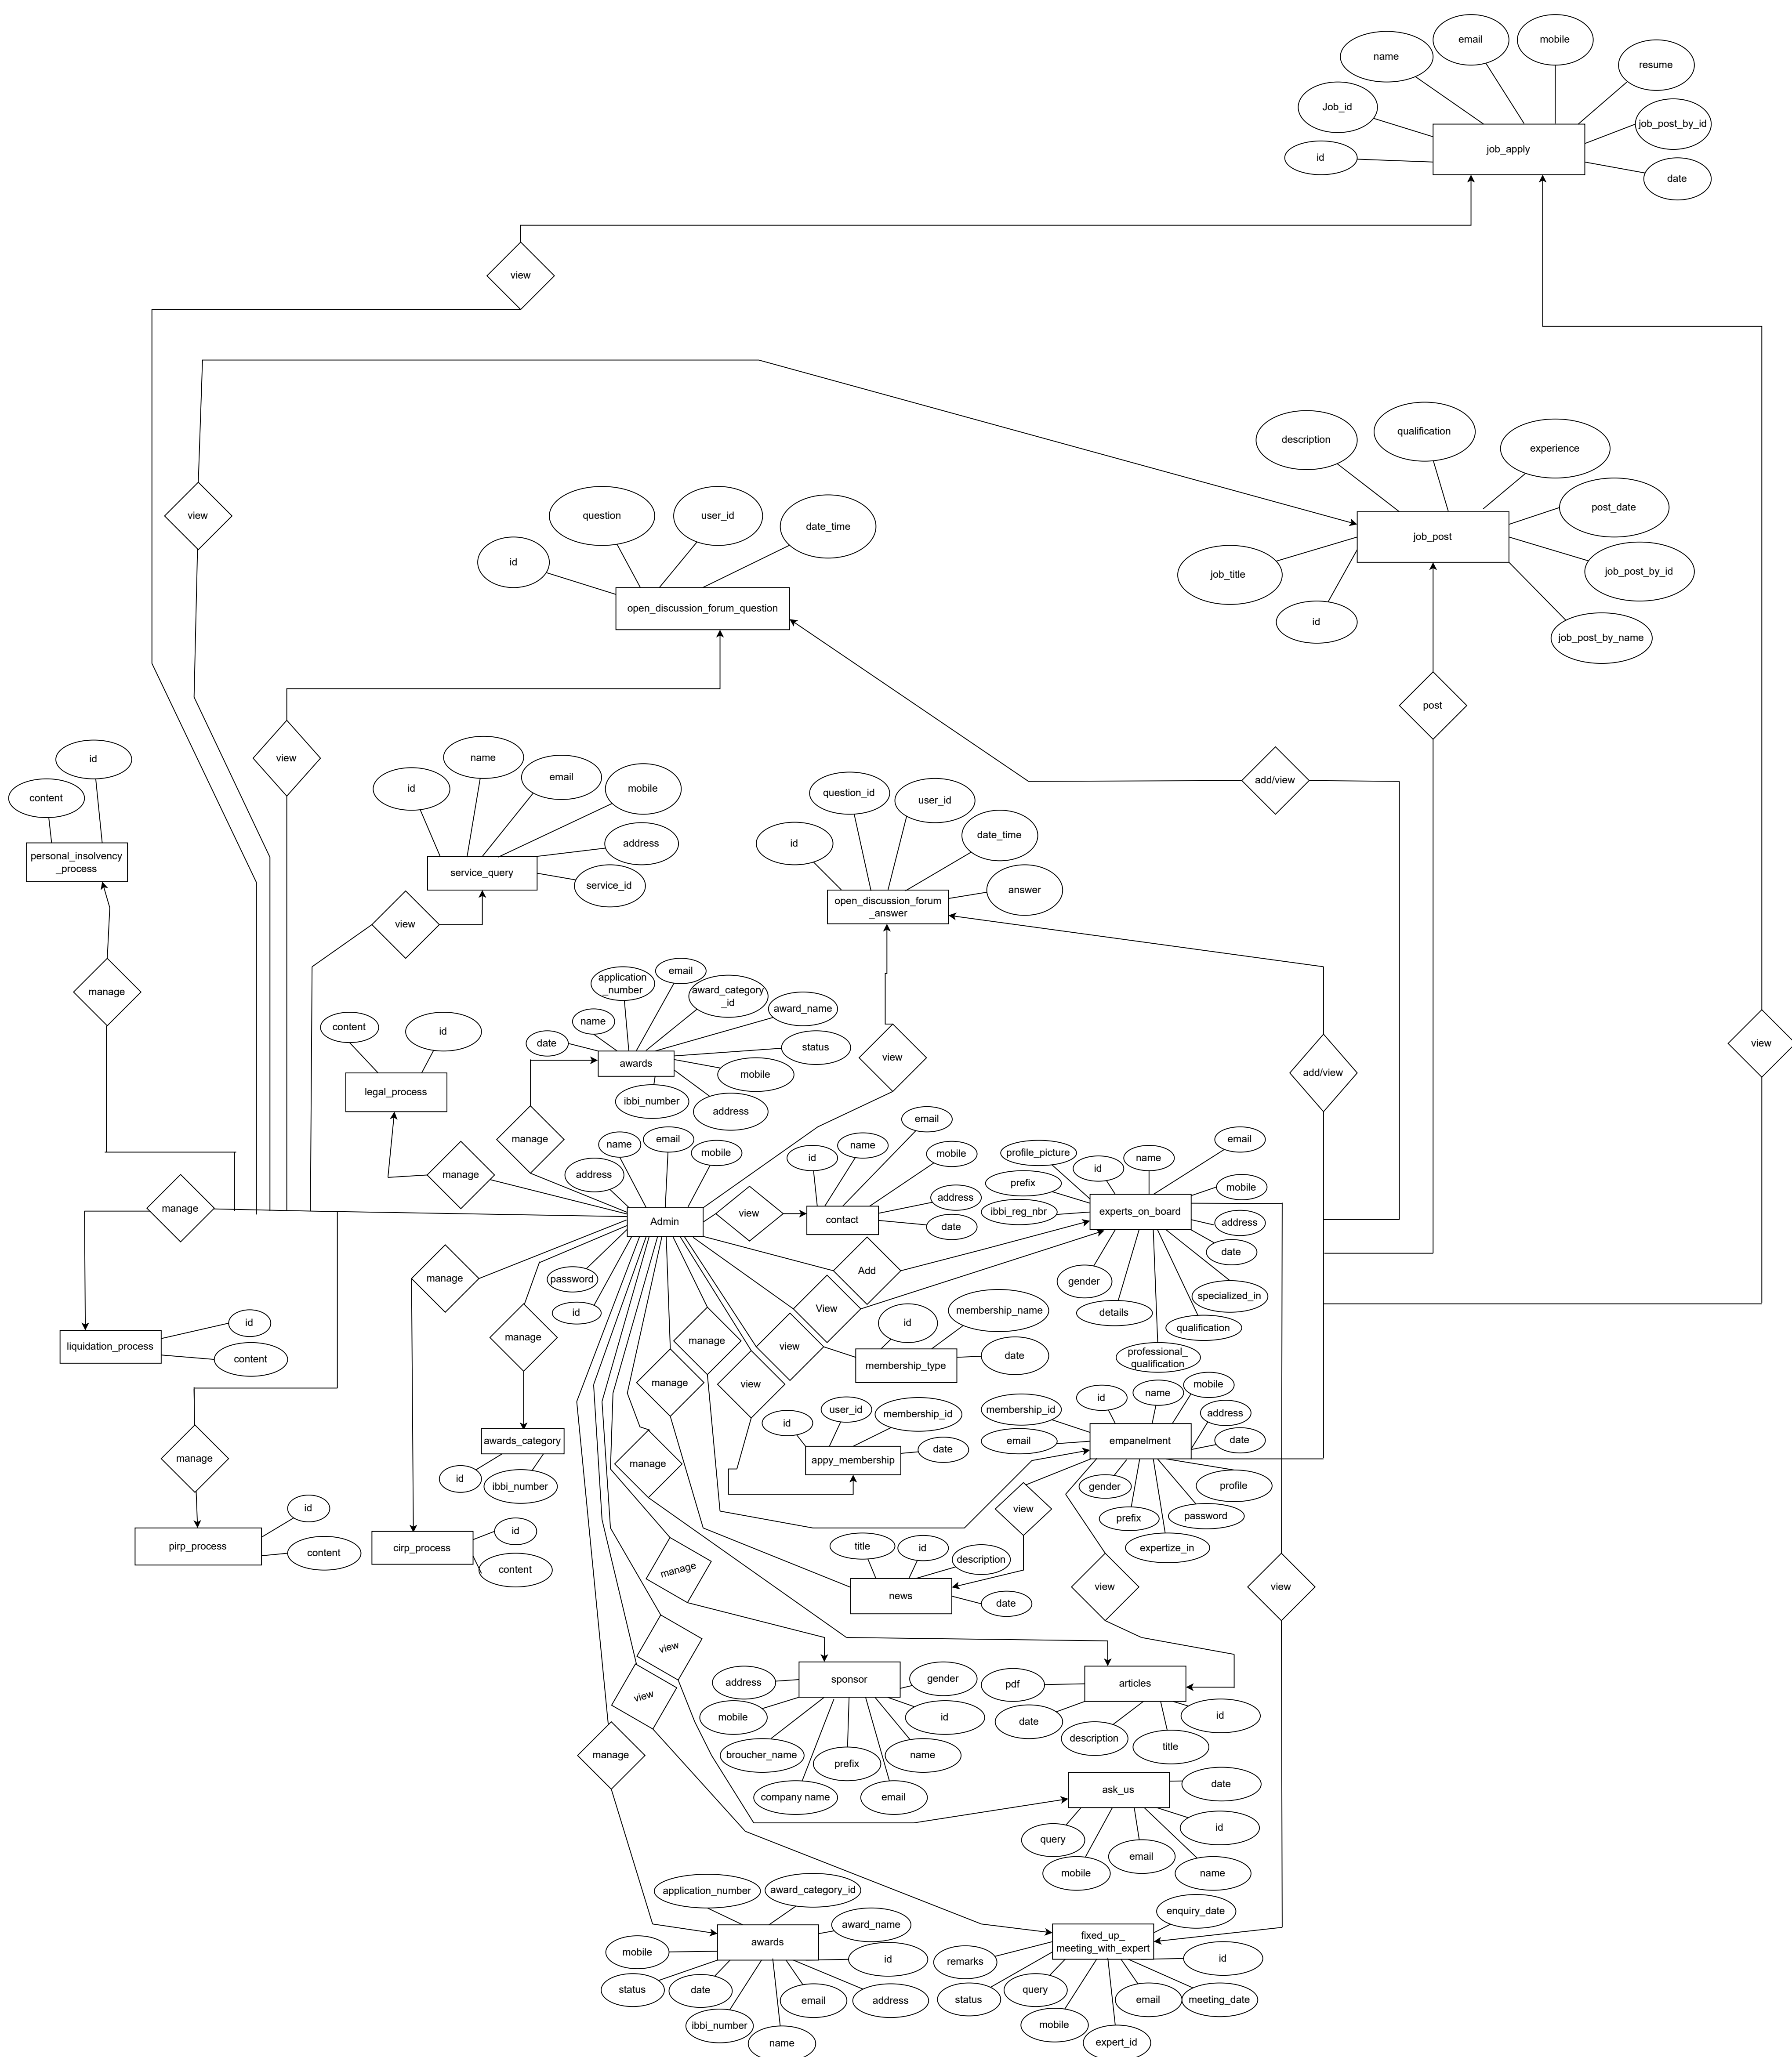 email
mobile
name
resume
Job_id
job_post_by_id
job_apply
id
date
view
qualification
description
experience
post_date
view
question
user_id
date_time
job_post
id
job_post_by_id
job_title
open_discussion_forum_question
id
job_post_by_name
post
view
name
id
email
add/view
id
mobile
question_id
user_id
content
date_time
address
id
personal_insolvency
_process
service_query
service_id
answer
open_discussion_forum
_answer
view
email
application
_number
award_category
_id
manage
award_name
name
content
id
date
status
view
view
awards
mobile
add/view
legal_process
ibbi_number
address
email
manage
name
email
name
email
mobile
profile_picture
mobile
id
name
id
address
manage
prefix
mobile
address
manage
view
ibbi_reg_nbr
experts_on_board
Admin
contact
date
address
date
Add
manage
password
gender
specialized_in
View
membership_name
id
id
details
id
manage
manage
qualification
liquidation_process
view
date
content
membership_type
professional_
qualification
manage
view
mobile
name
id
user_id
membership_id
membership_id
address
id
awards_category
email
empanelment
date
date
manage
appy_membership
manage
id
ibbi_number
gender
profile
id
view
prefix
password
id
pirp_process
cirp_process
title
id
expertize_in
content
description
content
manage
view
view
news
date
view
address
sponsor
gender
pdf
articles
view
mobile
id
date
id
description
title
manage
broucher_name
prefix
name
date
ask_us
company name
email
id
query
email
mobile
name
application_number
award_category_id
enquiry_date
award_name
awards
fixed_up_
meeting_with_expert
mobile
id
remarks
id
status
date
email
address
status
query
email
meeting_date
ibbi_number
mobile
name
expert_id